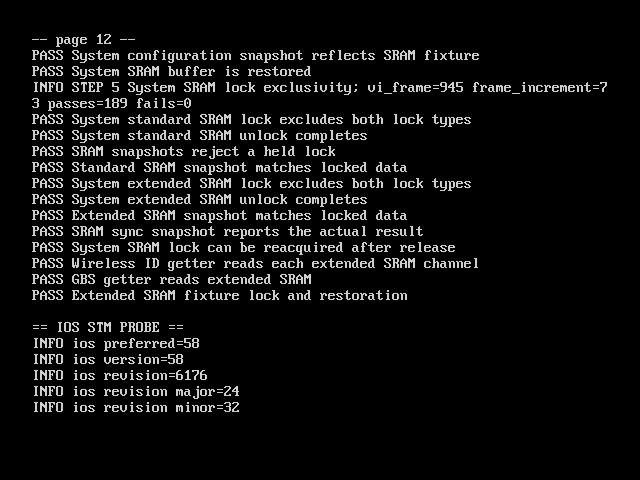 -- page 12 --
PASS System configuration snapshot reflects SRAM fixture
PASS System SRAM buffer is restored
INFO STEP 5 System SRAM lock exclusivity; vi_frame=945 frame_increment=7
3 passes=189 fails=0
PASS System standard SRAM lock excludes both lock types
PASS System standard SRAM unlock completes
PASS SRAM snapshots reject a held lock
PASS Standard SRAM snapshot matches locked data
PASS System extended SRAM lock excludes both lock types
PASS System extended SRAM unlock completes
PASS Extended SRAM snapshot matches locked data
PASS SRAM sync snapshot reports the actual result
PASS System SRAM lock can be reacquired after release
PASS Wireless ID getter reads each extended SRAM channel
PASS GBS getter reads extended SRAM
PASS Extended SRAM fixture lock and restoration
== IOS STM PROBE ==
INFO ios preferred=58
INFO ios version=58
INFO ios revision=6176
INFO ios revision major=24
INFO ios revision minor=32